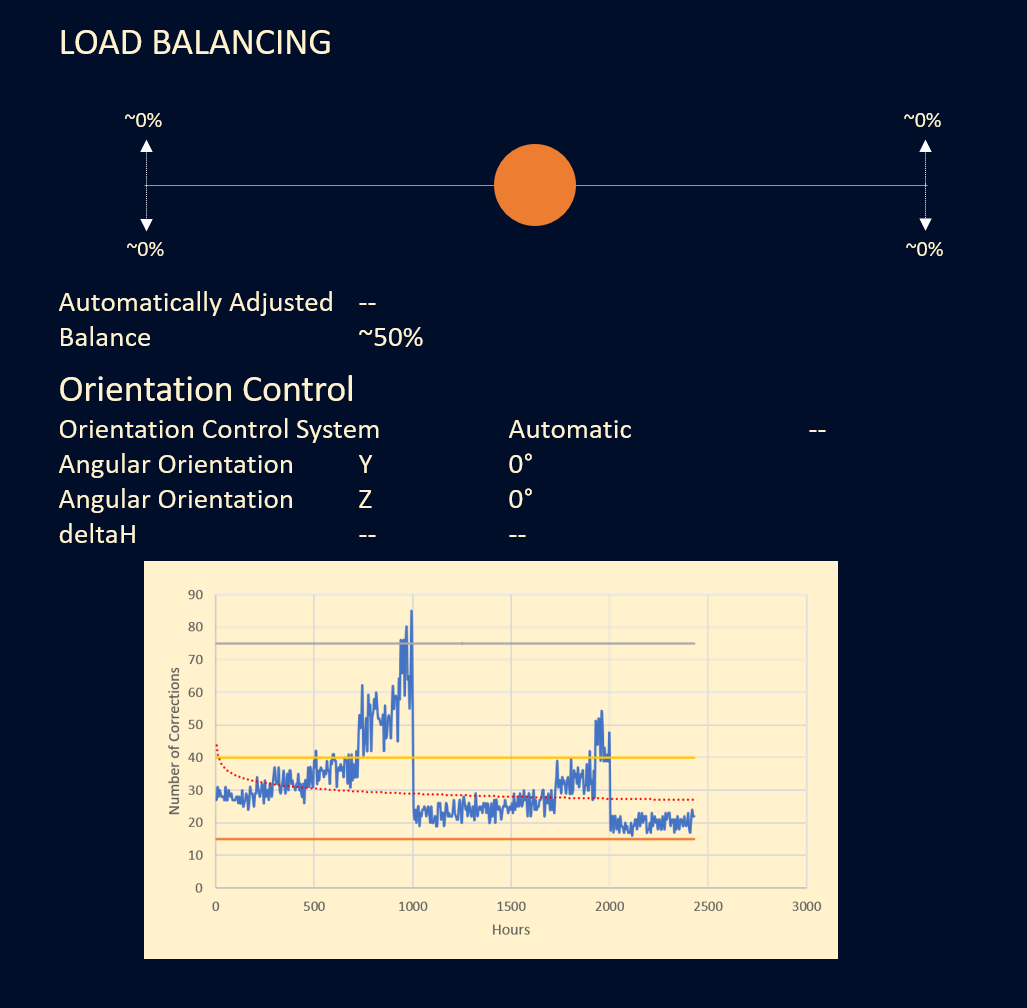 LOAD BALANCING
~0% ~0%
~0% ~0%
Automatically Adjusted --
Balance ~50%
Orientation Control
Orientation Control System Automatic --
Angular Orientation Y 0°
Angular Orientation Z 0°
deltaH -- --
Number of Corrections
90
80
70
60
50
40
30
20
10
0
0 500 1000 1500 2000 2500 3000
Hours